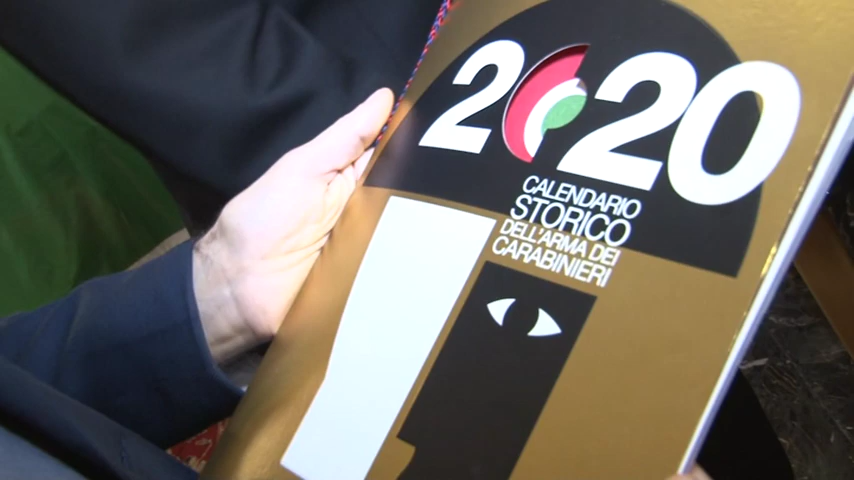 2020
CALENDARIO
STORICO
DELL'ARMA DEI
CARABINIERI